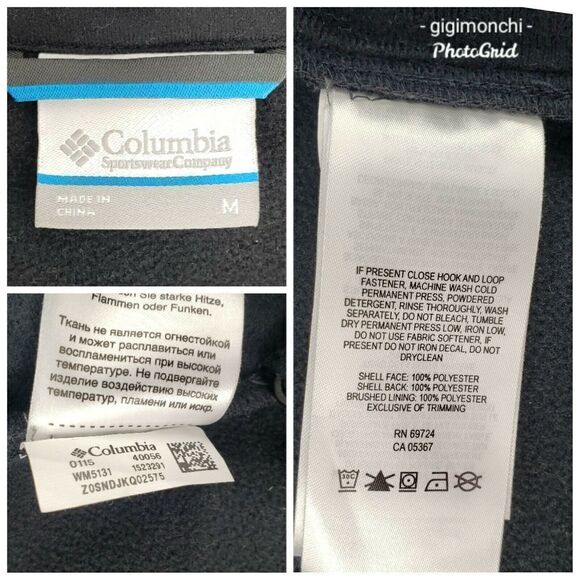 - gigimonchi -
PhotoGrid
Columbia
Sportswear Company
MADE IN
CHINA
M
Sie starke Hitze,
Flammen oder Funken.
Ткань не является огнестойкой
и может расплавиться или
воспламениться при высокой
температуре. Не подвергайте
изделие воздействию высоких
температур, пламени или искр.
Columbia
0115 40056
WM5131 1523291
Z0SNDJKQ02575
IF PRESENT CLOSE HOOK AND LOOP
FASTENER, MACHINE WASH COLD
PERMANENT PRESS, POWDERED
DETERGENT, RINSE THOROUGHLY, WASH
SEPARATELY, DO NOT BLEACH, TUMBLE
DRY PERMANENT PRESS LOW, IRON LOW,
DO NOT USE FABRIC SOFTENER, IF
PRESENT DO NOT IRON DECAL, DO NOT
DRYCLEAN
SHELL FACE: 100% POLYESTER
SHELL BACK: 100% POLYESTER
BRUSHED LINING: 100% POLYESTER
EXCLUSIVE OF TRIMMING
RN 69724
CA 05367
30C